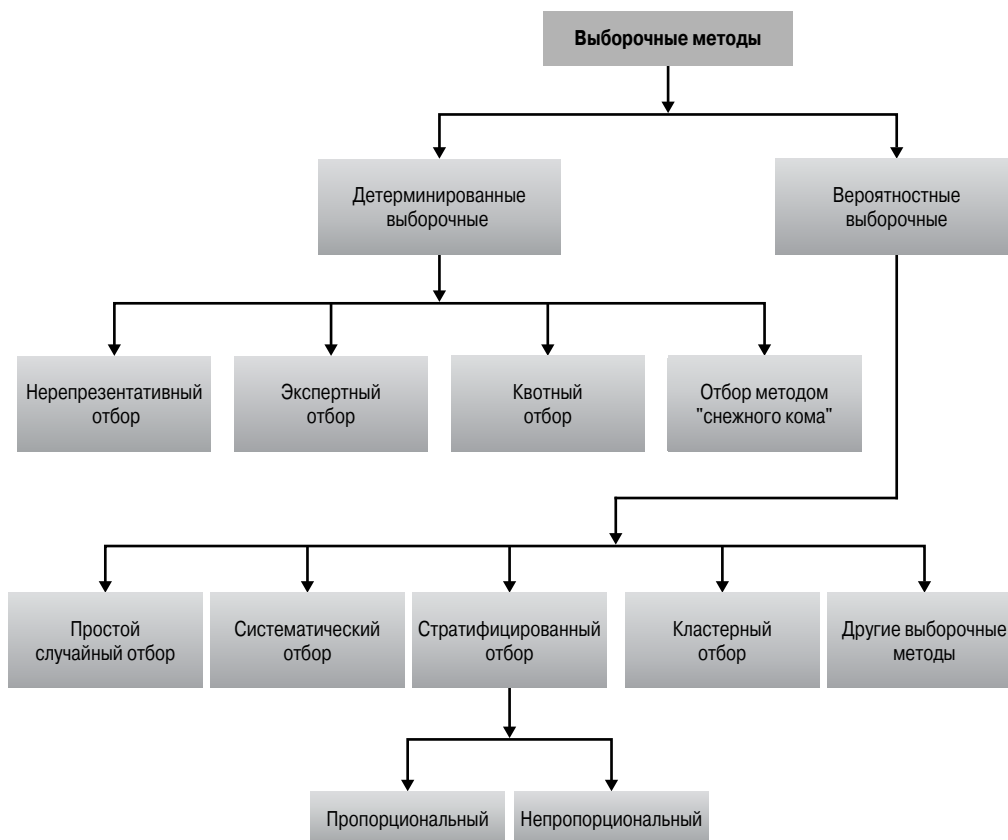 Выборочные методы
Детерминированные
выборочные
Вероятностные
выборочные
Нерепрезентативный
отбор
Экспертный
отбор
Квотный
отбор
Отбор методом
"снежного кома"
Простой
случайный отбор
Систематический
отбор
Стратифицированный
отбор
Кластерный
отбор
Другие выборочные
методы
Пропорциональный
Непропорциональный